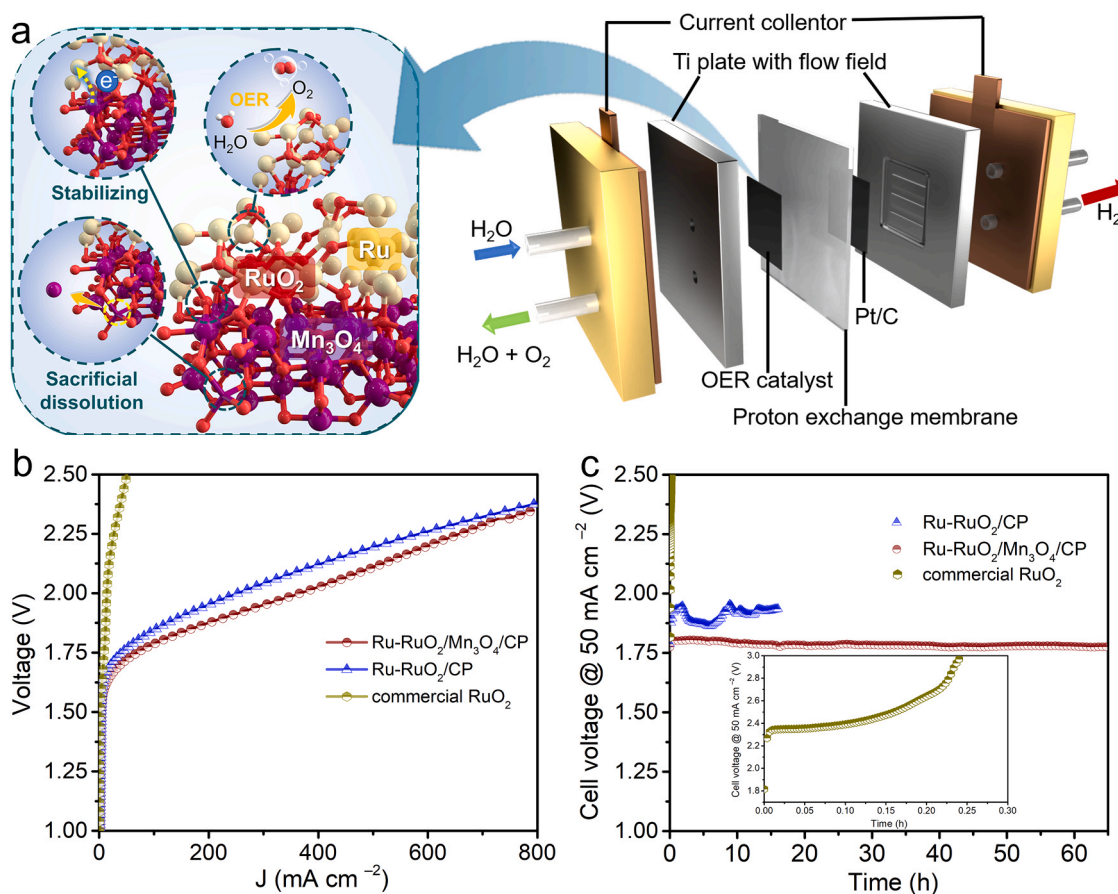 a
Current collentor
Ti plate with flow field
e⁻
OER
O₂
H₂O
Stabilizing
Ru
RuO₂
Mn₃O₄
Sacrificial
dissolution
H₂O
H₂O + O₂
H₂
Pt/C
OER catalyst
Proton exchange membrane
b
2.50
2.25
2.00
1.75
1.50
1.25
1.00
Voltage (V)
Ru-RuO₂/Mn₃O₄/CP
Ru-RuO₂/CP
commercial RuO₂
0
200
400
600
800
J (mA cm⁻²)
c
2.50
2.25
2.00
1.75
1.50
1.25
1.00
Cell voltage @ 50 mA cm⁻² (V)
Ru-RuO₂/CP
Ru-RuO₂/Mn₃O₄/CP
commercial RuO₂
3.0
2.8
2.6
2.4
2.2
2.0
1.8
Cell voltage @ 50 mA cm⁻² (V)
0.00
0.05
0.10
0.15
0.20
0.25
0.30
Time (h)
0
10
20
30
40
50
60
Time (h)